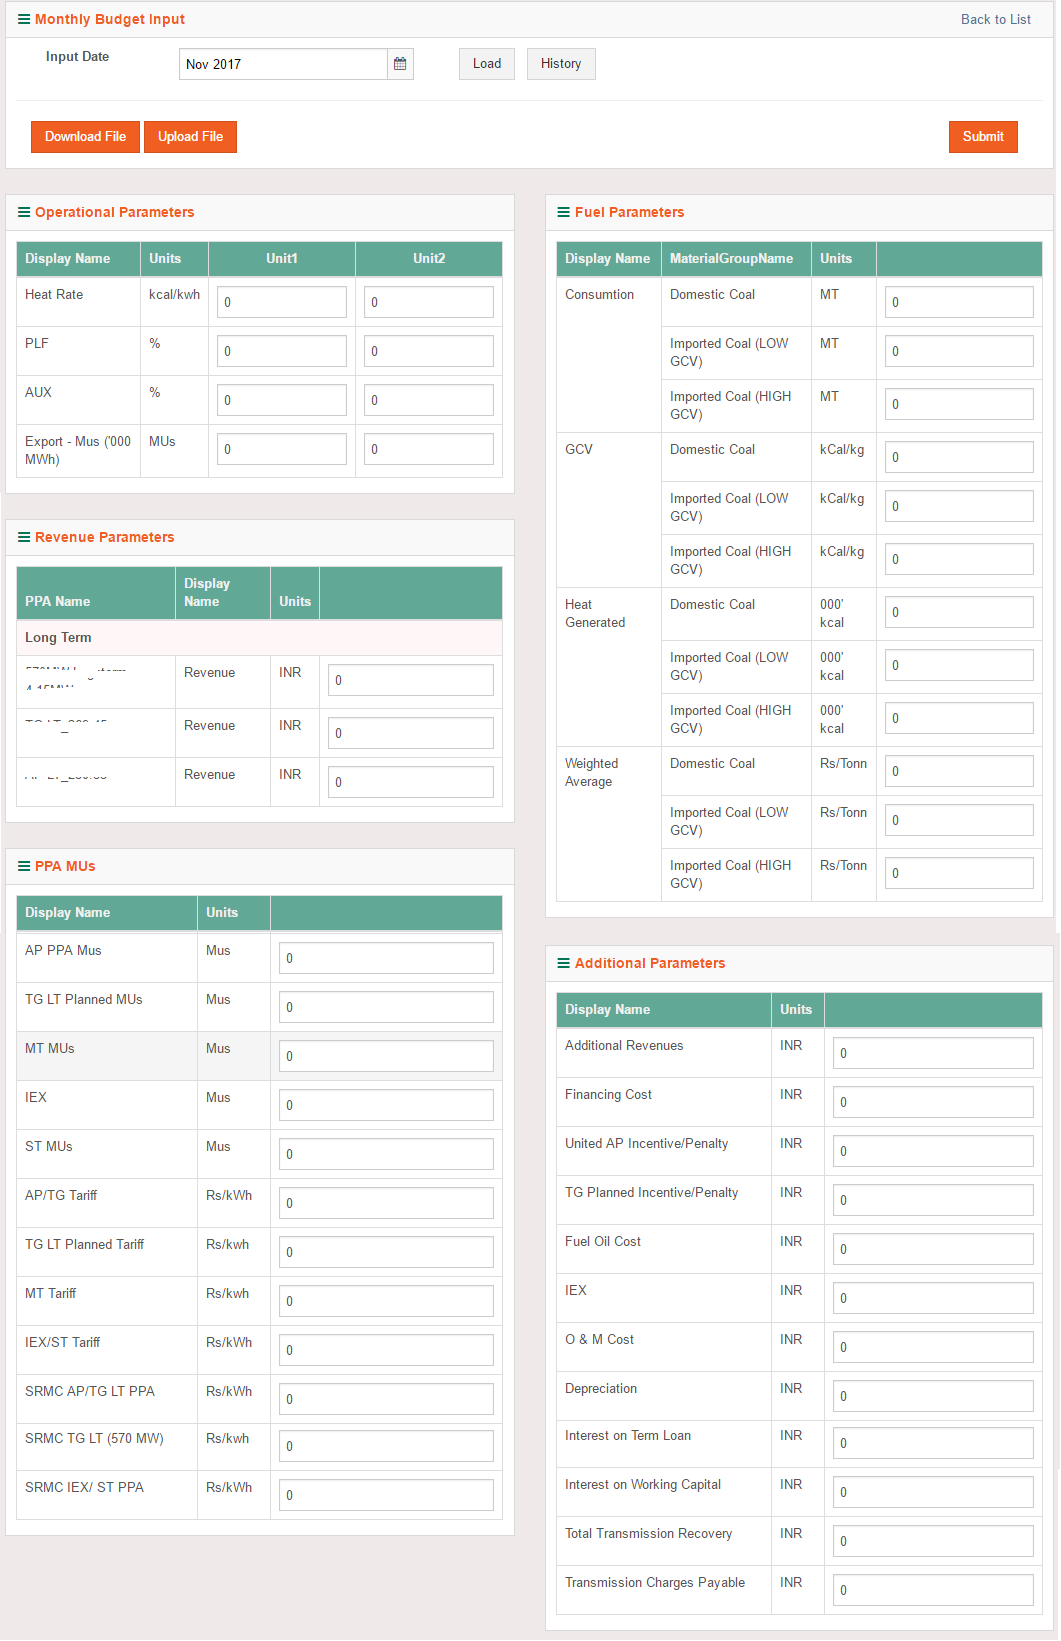 Monthly Budget Input
Back to List
Input Date
Nov 2017
Load
History
Download File
Upload File
Submit
Operational Parameters
Display Name Units Unit1 Unit2
Heat Rate kcal/kwh 0 0
PLF % 0 0
AUX % 0 0
Export - Mus ('000 MUs 0 0
MWh)
Revenue Parameters
Display
PPA Name Name Units
Long Term
Revenue INR 0
Revenue INR 0
Revenue INR 0
PPA MUs
Display Name Units
AP PPA Mus Mus 0
TG LT Planned MUs Mus 0
MT MUs Mus 0
IEX Mus 0
ST MUs Mus 0
AP/TG Tariff Rs/kWh 0
TG LT Planned Tariff Rs/kwh 0
MT Tariff Rs/kwh 0
IEX/ST Tariff Rs/kWh 0
SRMC AP/TG LT PPA Rs/kWh 0
SRMC TG LT (570 MW) Rs/kwh 0
SRMC IEX/ ST PPA Rs/kWh 0
Fuel Parameters
Display Name MaterialGroupName Units
Consumtion Domestic Coal MT 0
Imported Coal (LOW MT 0
GCV)
Imported Coal (HIGH MT 0
GCV)
GCV Domestic Coal kCal/kg 0
Imported Coal (LOW kCal/kg 0
GCV)
Imported Coal (HIGH kCal/kg 0
GCV)
Heat Domestic Coal 000' 0
Generated kcal
Imported Coal (LOW 000' 0
GCV) kcal
Imported Coal (HIGH 000' 0
GCV) kcal
Weighted Domestic Coal Rs/Tonn 0
Average
Imported Coal (LOW Rs/Tonn 0
GCV)
Imported Coal (HIGH Rs/Tonn 0
GCV)
Additional Parameters
Display Name Units
Additional Revenues INR 0
Financing Cost INR 0
United AP Incentive/Penalty INR 0
TG Planned Incentive/Penalty INR 0
Fuel Oil Cost INR 0
IEX INR 0
O & M Cost INR 0
Depreciation INR 0
Interest on Term Loan INR 0
Interest on Working Capital INR 0
Total Transmission Recovery INR 0
Transmission Charges Payable INR 0